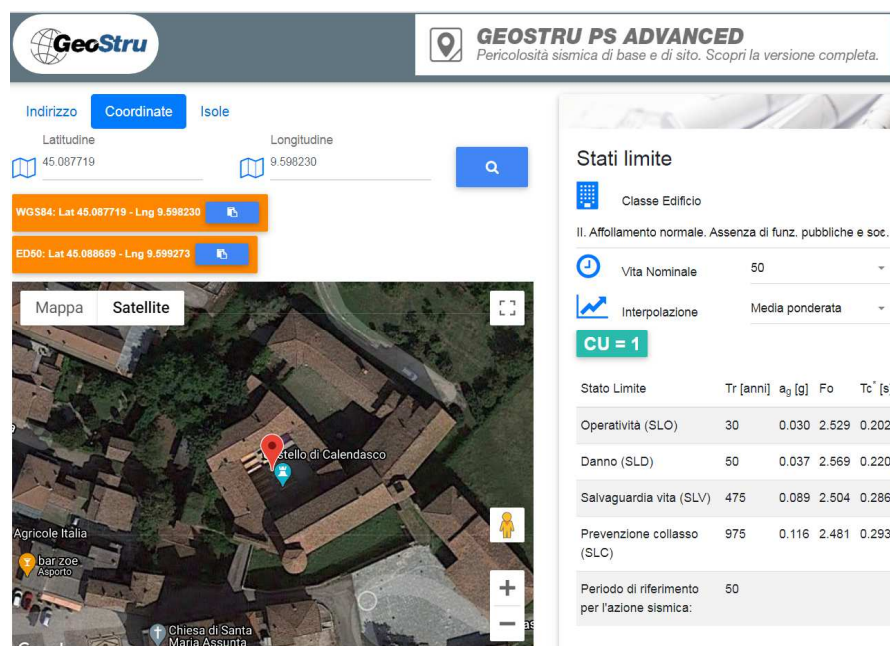 GeoStru
GEOSTRU PS ADVANCED
Pericolosità sismica di base e di sito. Scopri la versione completa.
Indirizzo Coordinate Isole
Latitudine Longitudine
45.087719 9.598230
WGS84: Lat 45.087719 - Lng 9.598230
ED50: Lat 45.088659 - Lng 9.599273
Mappa Satellite
stello di Calendasco
Agricole Italia
bar zoe
Asporto
Chiesa di Santa
Maria Assunta
Stati limite
Classe Edificio
II. Affollamento normale. Assenza di funz. pubbliche e soc.
Vita Nominale 50
Interpolazione Media ponderata
CU = 1
Stato Limite Tr [anni] ag [g] Fo Tc* [s]
Operatività (SLO) 30 0.030 2.529 0.202
Danno (SLD) 50 0.037 2.569 0.220
Salvaguardia vita (SLV) 475 0.089 2.504 0.286
Prevenzione collasso 975 0.116 2.481 0.293
(SLC)
Periodo di riferimento 50
per l'azione sismica: